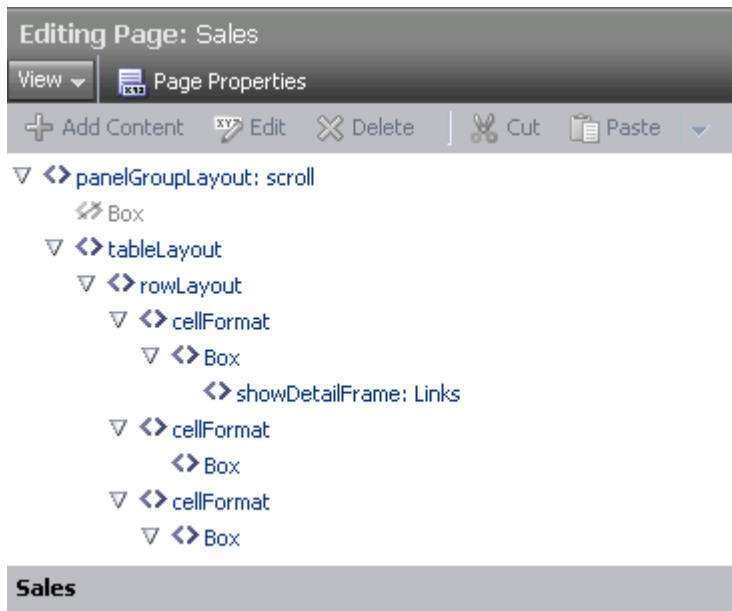 Editing Page: Sales
View Page Properties
Add Content Edit Delete Cut Paste
panelGroupLayout: scroll
Box
tableLayout
rowLayout
cellFormat
Box
showDetailFrame: Links
cellFormat
Box
cellFormat
Box
Sales